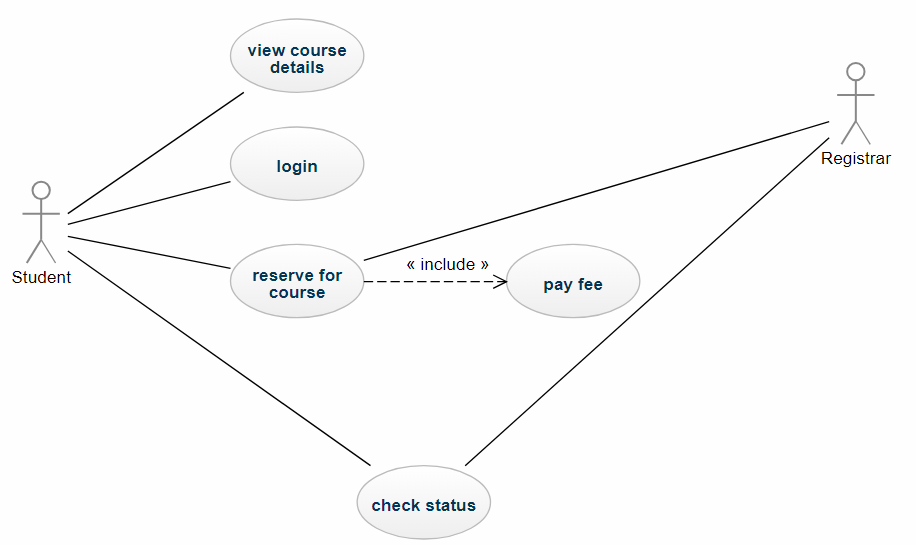 view course
details
login
Registrar
Student
reserve for
course
« include »
pay fee
check status